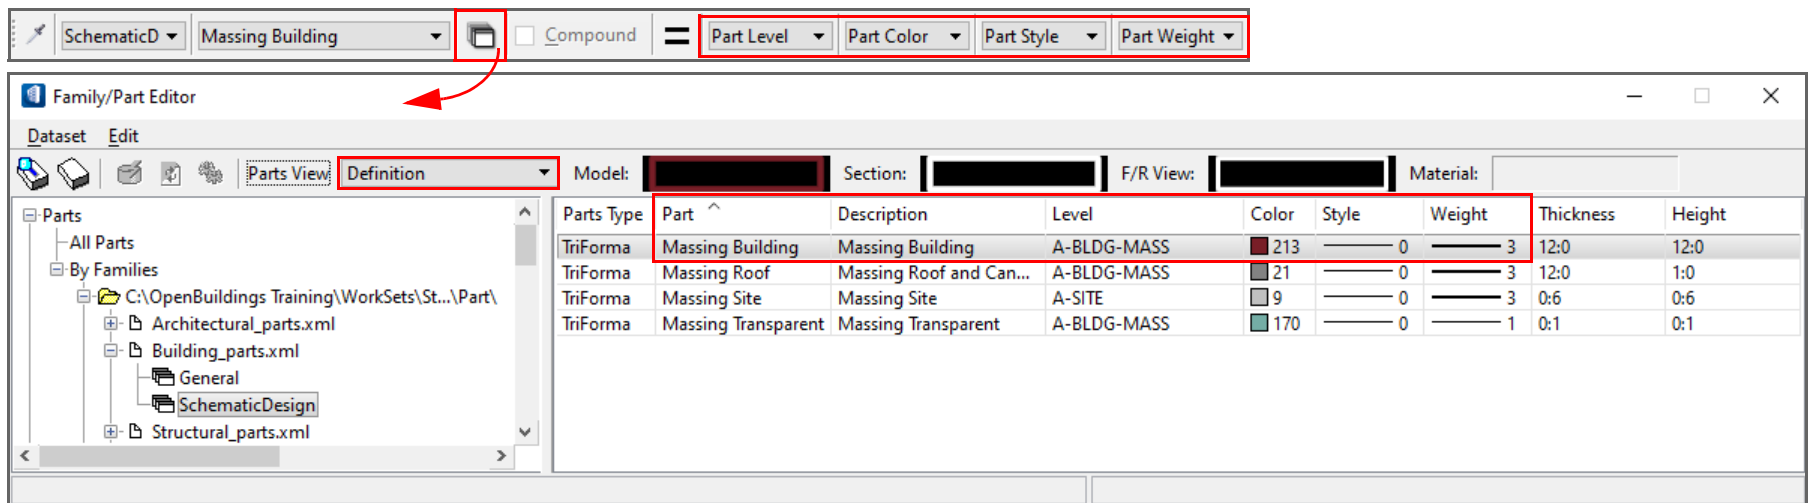 SchematicD Massing Building Compound Part Level Part Color Part Style Part Weight
Family/Part Editor
Dataset Edit
Parts View Definition Model: Section: F/R View: Material:
Parts
All Parts
By Families
C:\OpenBuildings Training\WorkSets\St...\Part\
Architectural_parts.xml
Building_parts.xml
General
SchematicDesign
Structural_parts.xml
Parts Type Part Description Level Color Style Weight Thickness Height
TriForma Massing Building Massing Building A-BLDG-MASS 213 0 3 12:0 12:0
TriForma Massing Roof Massing Roof and Can... A-BLDG-MASS 21 0 3 12:0 1:0
TriForma Massing Site Massing Site A-SITE 9 0 3 0:6 0:6
TriForma Massing Transparent Massing Transparent A-BLDG-MASS 170 0 1 0:1 0:1